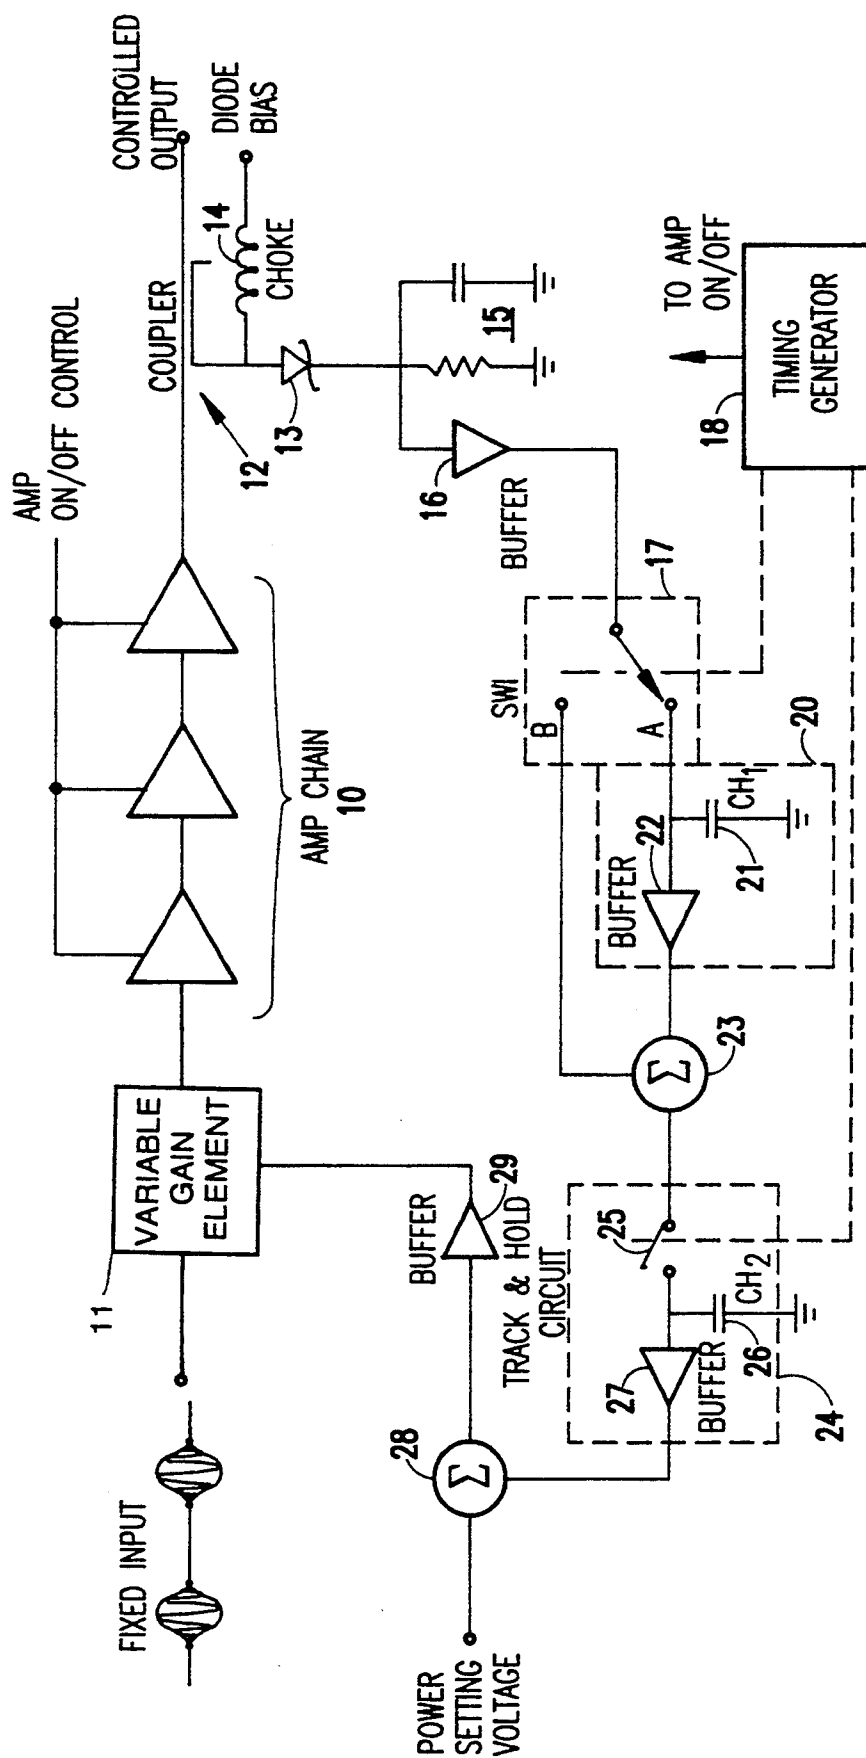 FIXED INPUT
11
VARIABLE
GAIN
ELEMENT
AMP CHAIN
10
AMP
ON/OFF CONTROL
COUPLER
12
CONTROLLED
OUTPUT
14
CHOKE
DIODE
BIAS
13
15
16
BUFFER
SWI
B
A
17
TO AMP
ON/OFF
18
TIMING
GENERATOR
20
BUFFER
22
CH1
21
Σ
23
TRACK & HOLD
CIRCUIT
25
CH2
26
27
BUFFER
24
BUFFER
29
28
Σ
POWER
SETTING
VOLTAGE